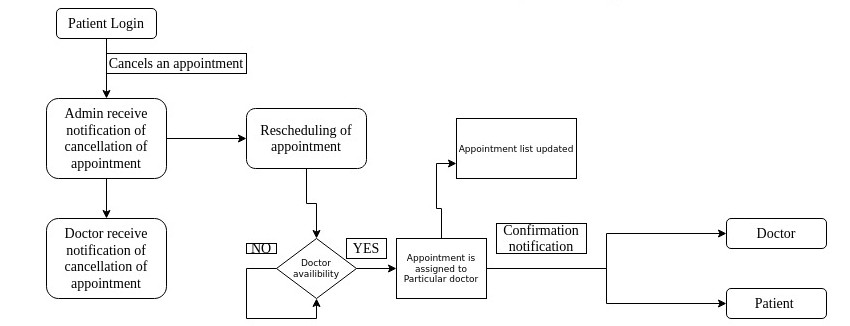 Patient Login
Cancels an appointment
Admin receive
notification of
cancellation of
appointment
Rescheduling of
appointment
Appointment list updated
Doctor receive
notification of
cancellation of
appointment
NO
Doctor
availibility
YES
Appointment is
assigned to
Particular doctor
Confirmation
notification
Doctor
Patient